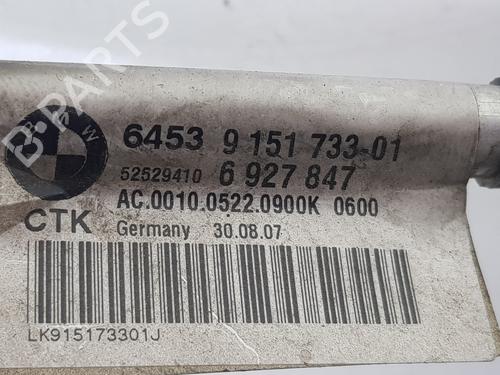 B-PARTS
BMW
6453 9 151 733-01
52529410 6 927 847
AC.0010.0522.0900K 0600
CTK Germany 30.08.07
LK915173301J